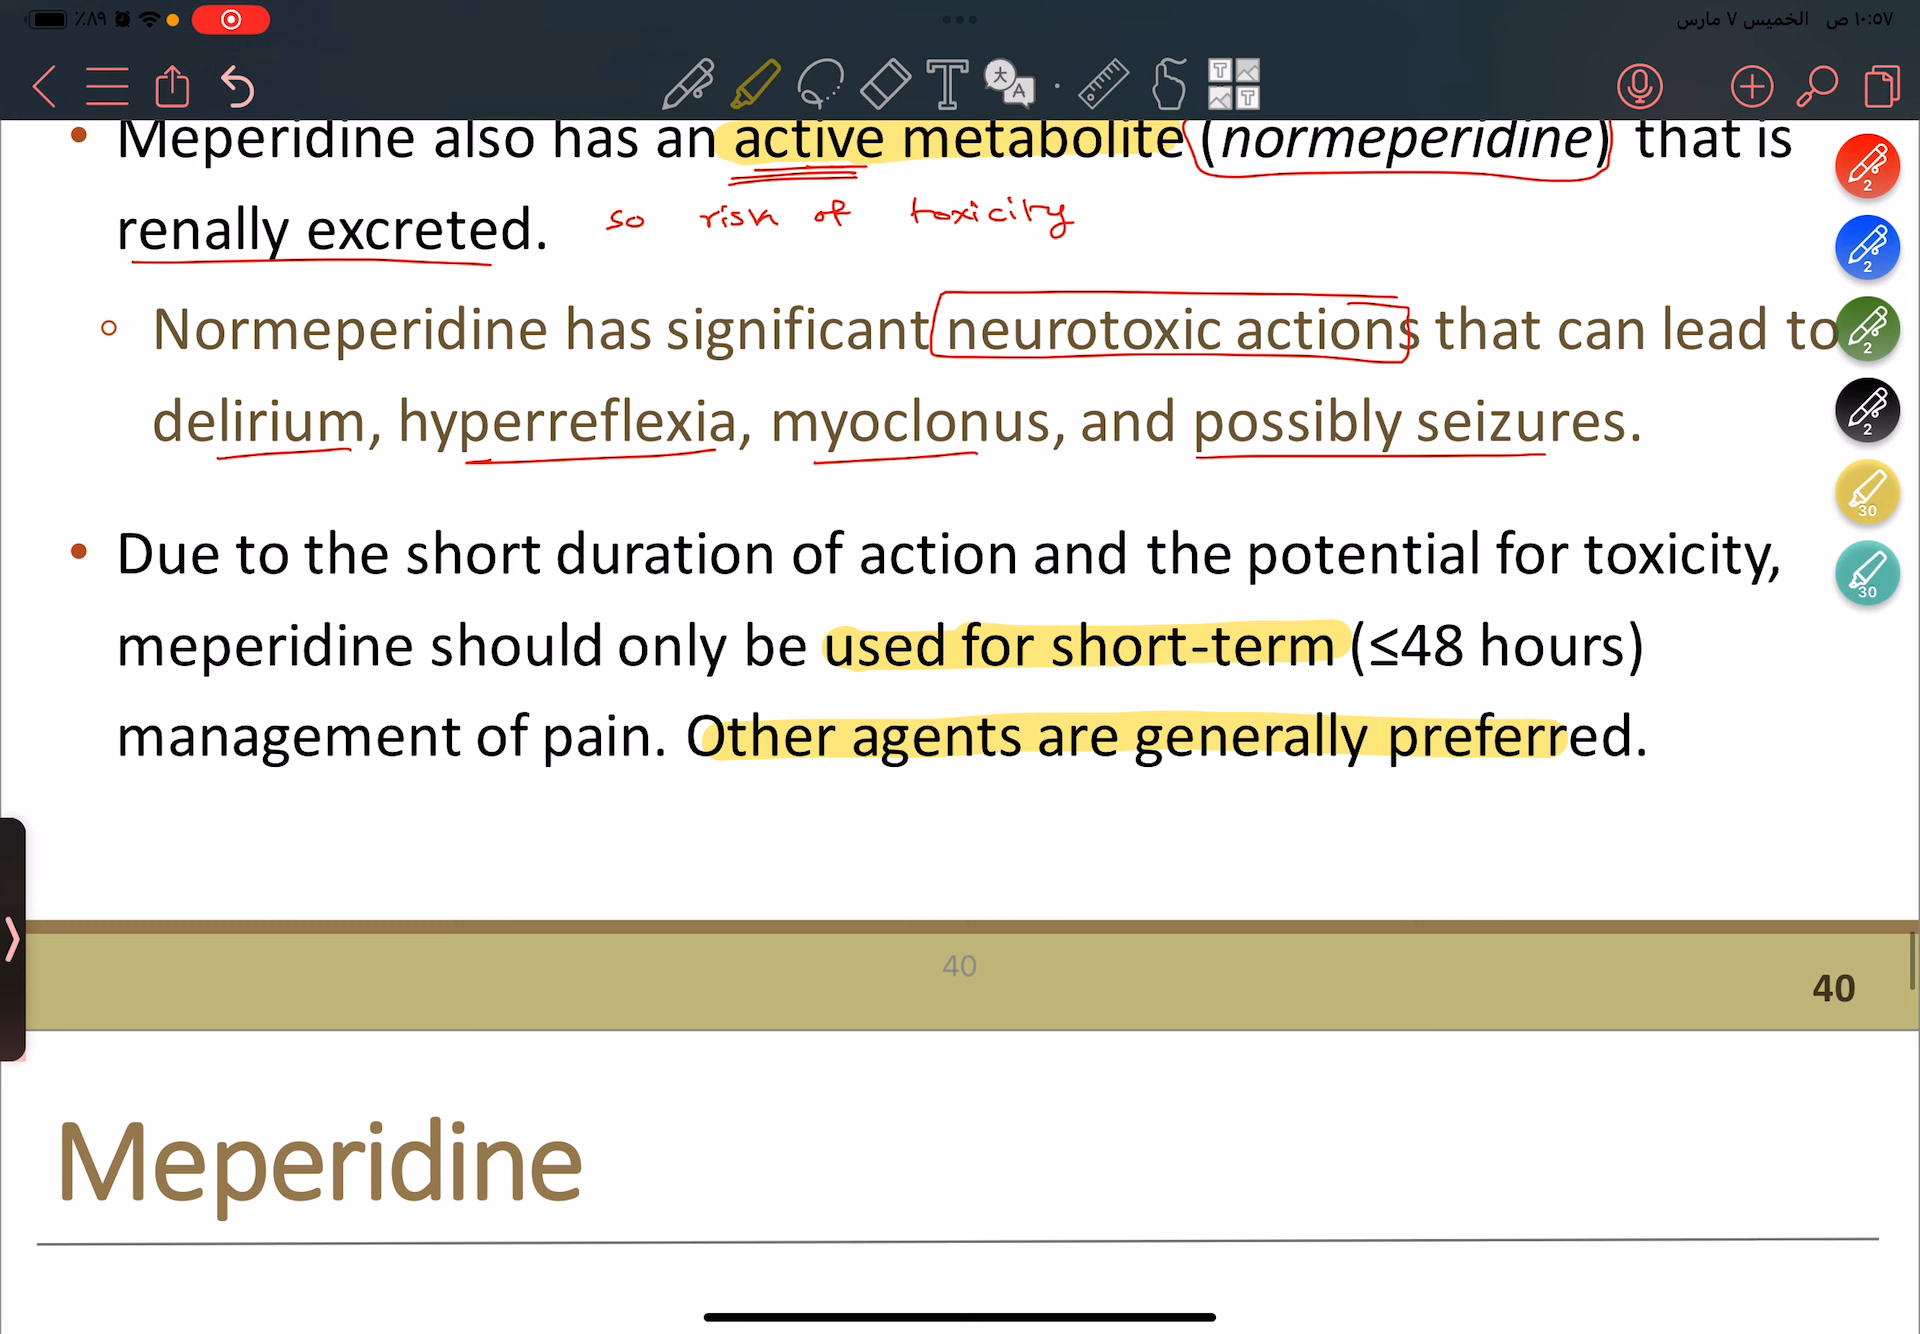 ٪٨٩
١٠:٥٧ ص الخميس ٧ مارس
• Meperidine also has an active metabolite (normeperidine) that is
renally excreted. so risk of toxicity
◦ Normeperidine has significant neurotoxic actions that can lead to
delirium, hyperreflexia, myoclonus, and possibly seizures.
• Due to the short duration of action and the potential for toxicity,
meperidine should only be used for short-term (≤48 hours)
management of pain. Other agents are generally preferred.
2
2
2
2
30
30
40
40
Meperidine